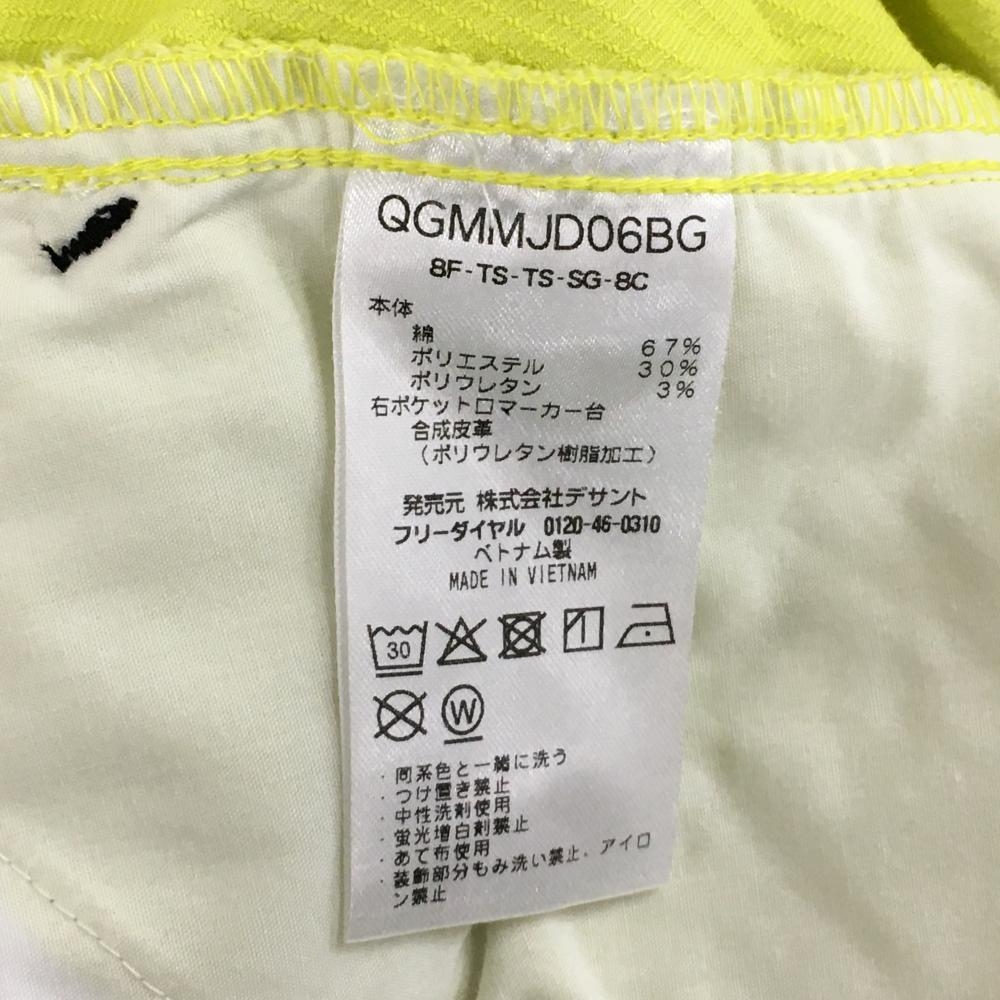 QGMMJD06BG
8F-TS-TS-SG-8C
本体
綿 67%
ポリエステル 30%
ポリウレタン 3%
右ポケット口マーカー台
合成皮革
(ポリウレタン樹脂加工)
発売元 株式会社デサント
フリーダイヤル 0120-46-0310
ベトナム製
MADE IN VIETNAM
30
W
・同系色と一緒に洗う
・つけ置き禁止
・中性洗剤使用
・蛍光増白剤禁止
・あて布使用
・装飾部分もみ洗い禁止、アイロ
ン禁止